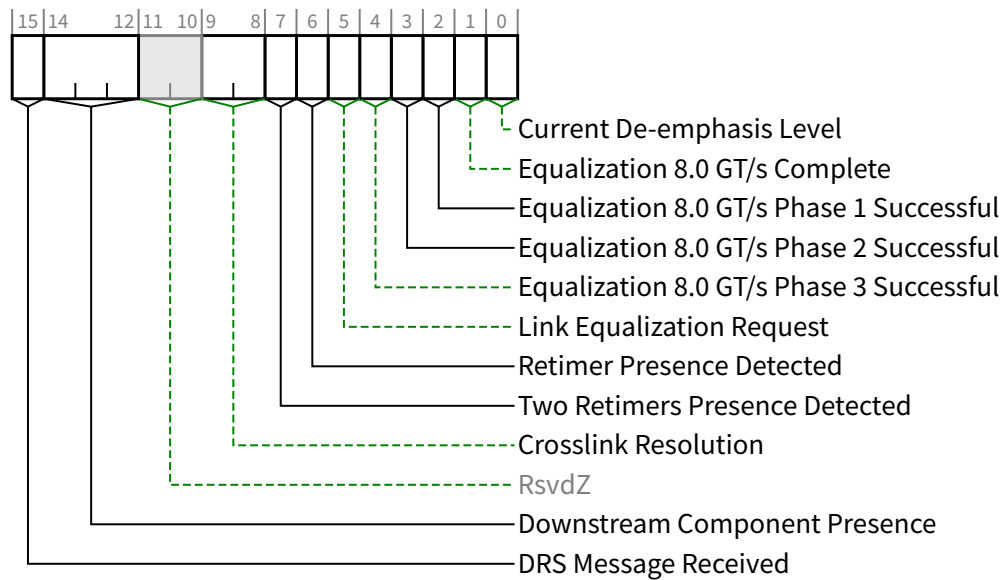 15 14 12 11 10 9 8 7 6 5 4 3 2 1 0
Current De-emphasis Level
Equalization 8.0 GT/s Complete
Equalization 8.0 GT/s Phase 1 Successful
Equalization 8.0 GT/s Phase 2 Successful
Equalization 8.0 GT/s Phase 3 Successful
Link Equalization Request
Retimer Presence Detected
Two Retimers Presence Detected
Crosslink Resolution
RsvdZ
Downstream Component Presence
DRS Message Received